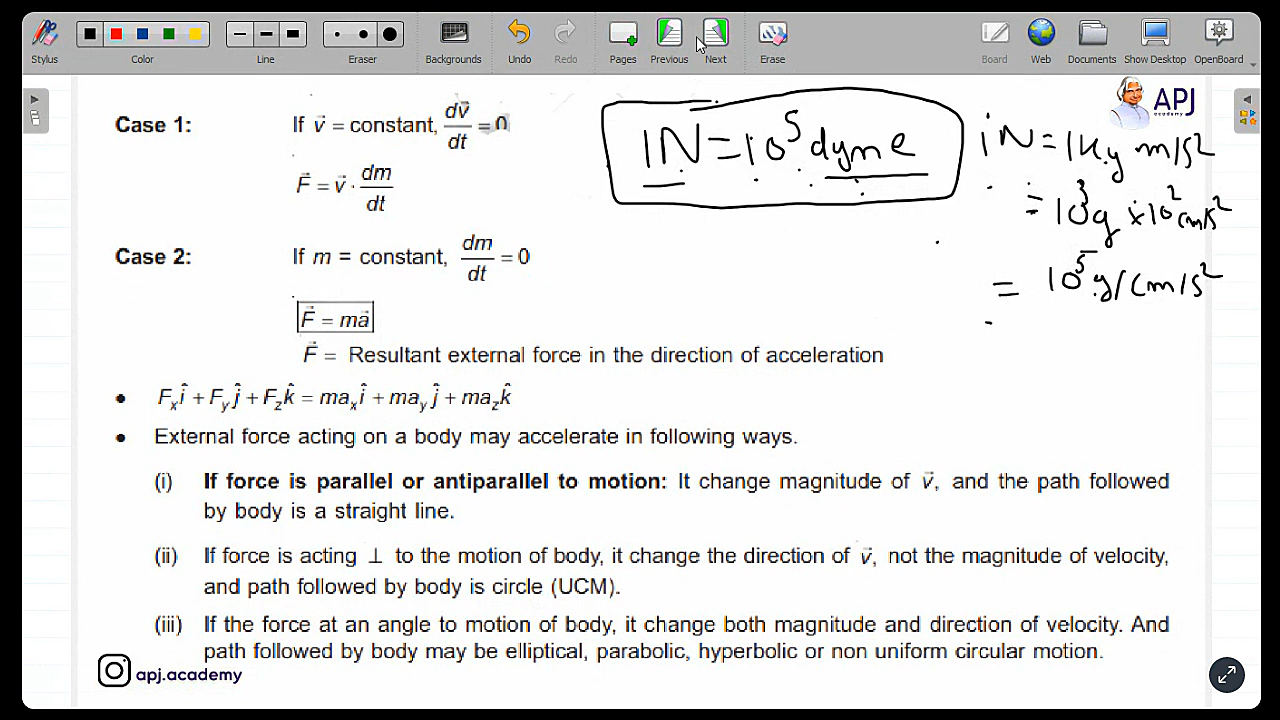 Stylus
Color
Line
Eraser
Backgrounds
Undo
Redo
Pages
Previous
Next
Erase
Board
Web
Documents
Show Desktop
OpenBoard
APJ
Case 1: If v⃗ = constant, dv⃗/dt = 0
F⃗ = v⃗ · dm/dt
Case 2: If m = constant, dm/dt = 0
F⃗ = ma⃗
F⃗ = Resultant external force in the direction of acceleration
1N = 10⁵ dyne
1N = 1Kg m/s²
= 10³g × 10² cm/s²
= 10⁵ g/cm/s²
• Fₓî + Fᵧĵ + F_z k̂ = maₓî + maᵧĵ + ma_z k̂
• External force acting on a body may accelerate in following ways.
(i) If force is parallel or antiparallel to motion: It change magnitude of v⃗, and the path followed
by body is a straight line.
(ii) If force is acting ⊥ to the motion of body, it change the direction of v⃗, not the magnitude of velocity,
and path followed by body is circle (UCM).
(iii) If the force at an angle to motion of body, it change both magnitude and direction of velocity. And
path followed by body may be elliptical, parabolic, hyperbolic or non uniform circular motion.
apj.academy